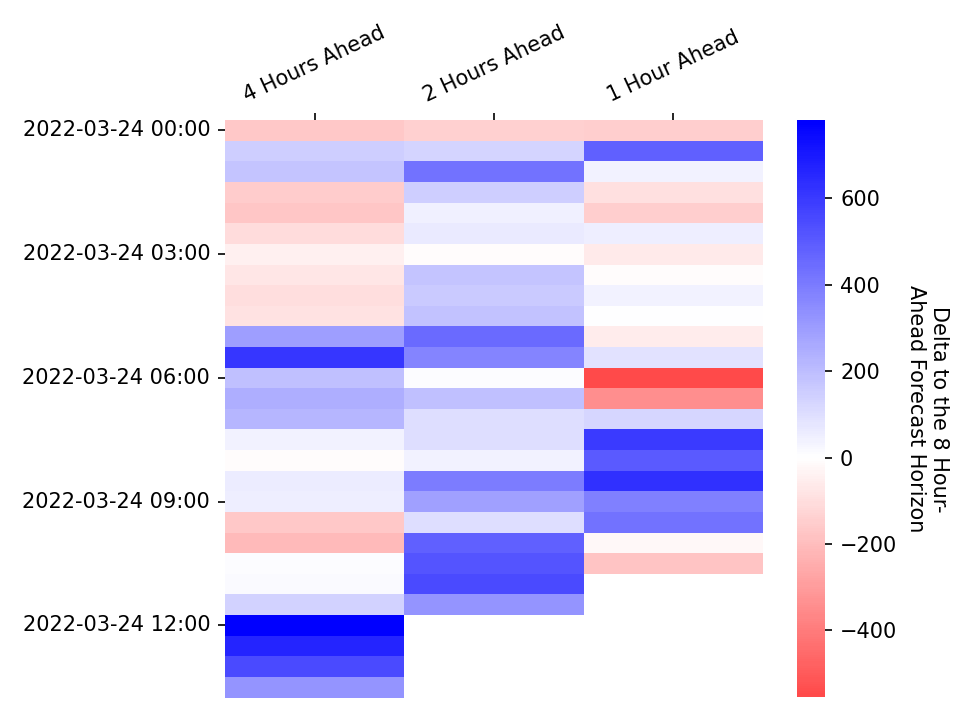 4 Hours Ahead
2 Hours Ahead
1 Hour Ahead
2022-03-24 00:00
2022-03-24 03:00
2022-03-24 06:00
2022-03-24 09:00
2022-03-24 12:00
600
400
200
0
−200
−400
Delta to the 8 Hour-
Ahead Forecast Horizon